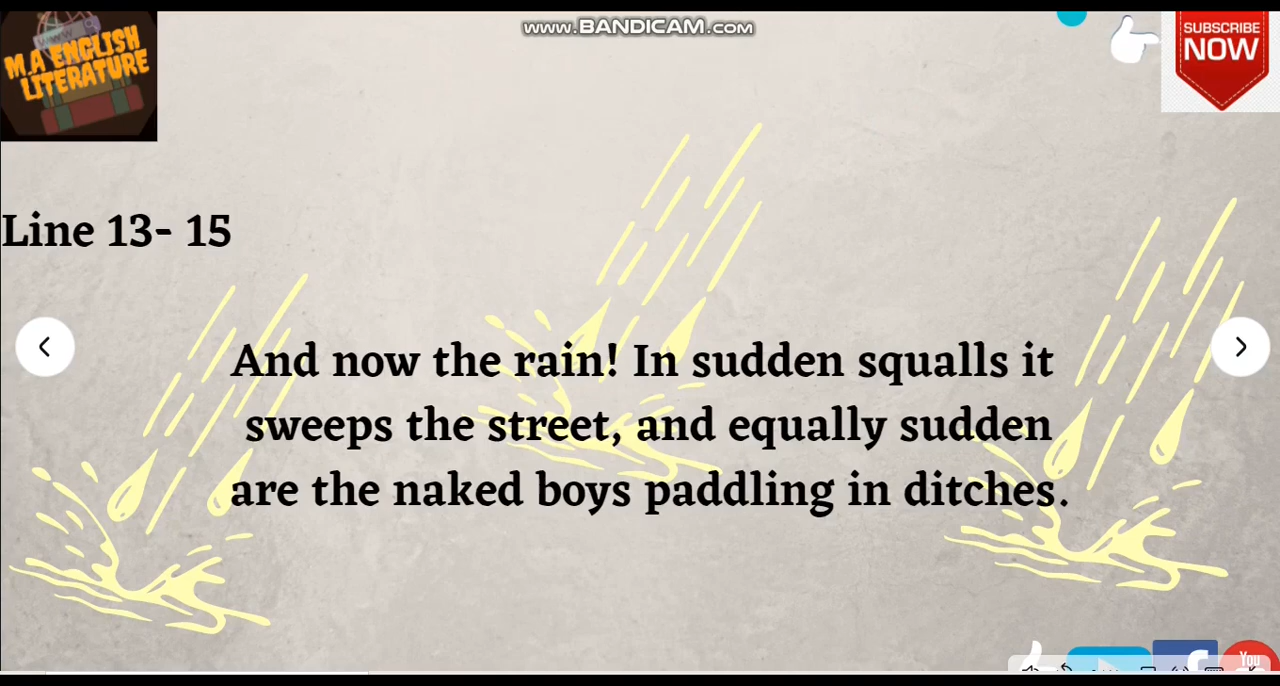 www.BANDICAM.com
M.A ENGLISH
LITERATURE
SUBSCRIBE
NOW
Line 13- 15
And now the rain! In sudden squalls it
sweeps the street, and equally sudden
are the naked boys paddling in ditches.
You